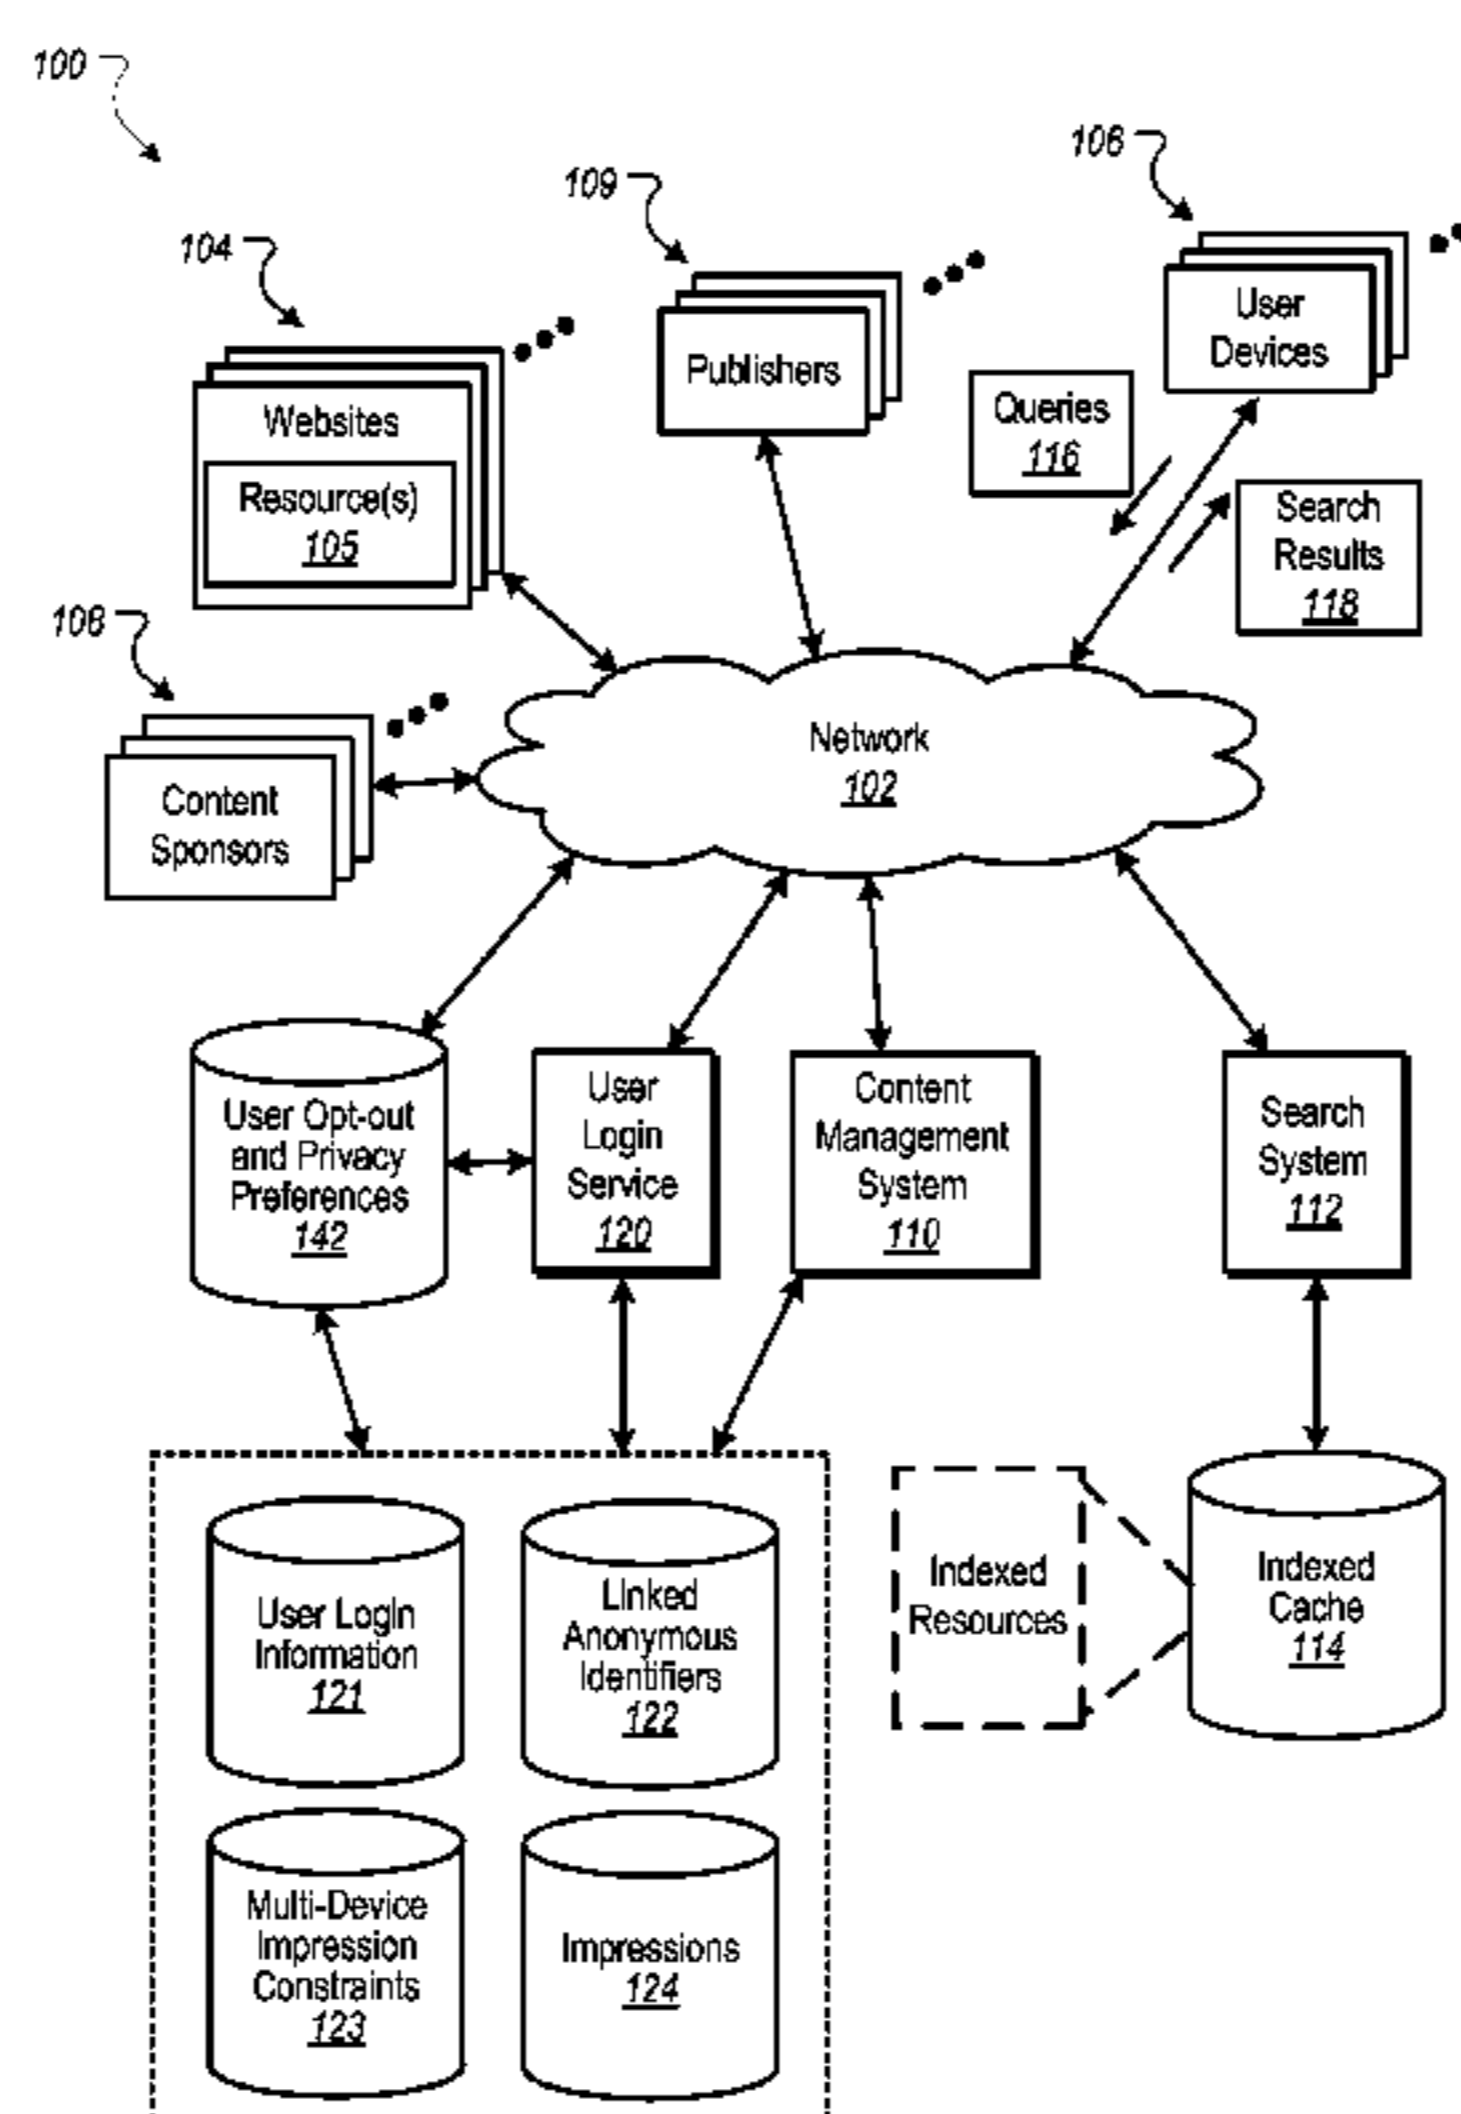 100
106
109
104
User
Devices
Publishers
Queries
116
Websites
Resource(s)
105
Search
Results
118
108
Network
102
Content
Sponsors
User Opt-out
and Privacy
Preferences
142
User
Login
Service
120
Content
Management
System
110
Search
System
112
User Login
Information
121
Linked
Anonymous
Identifiers
122
Indexed
Resources
Indexed
Cache
114
Multi-Device
Impression
Constraints
123
Impressions
124